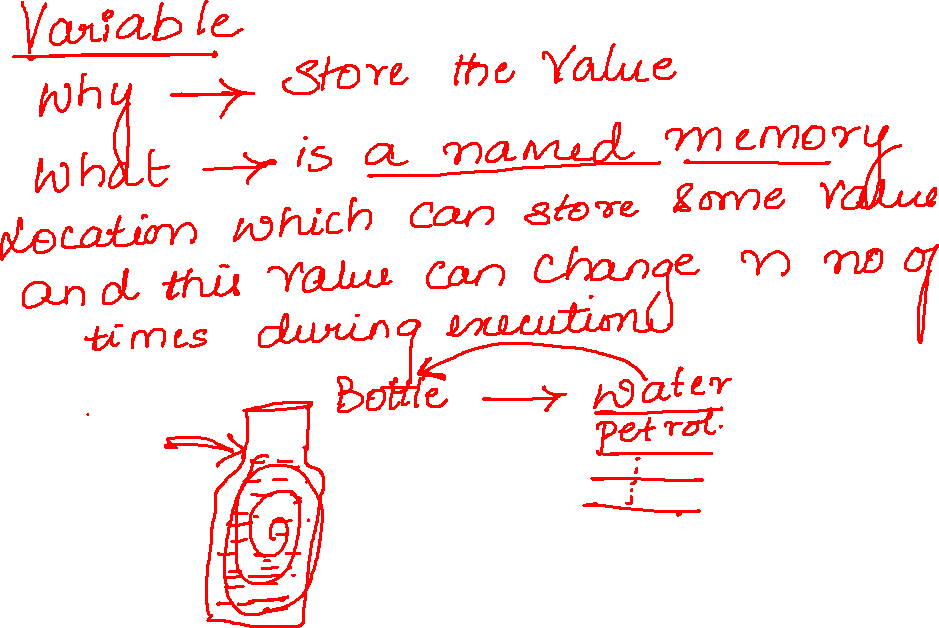 Variable
Why → Store the Value
What → is a named memory
Location which can store some value
and this value can change n no of
times during execution
Bottle → Water
Petrol.